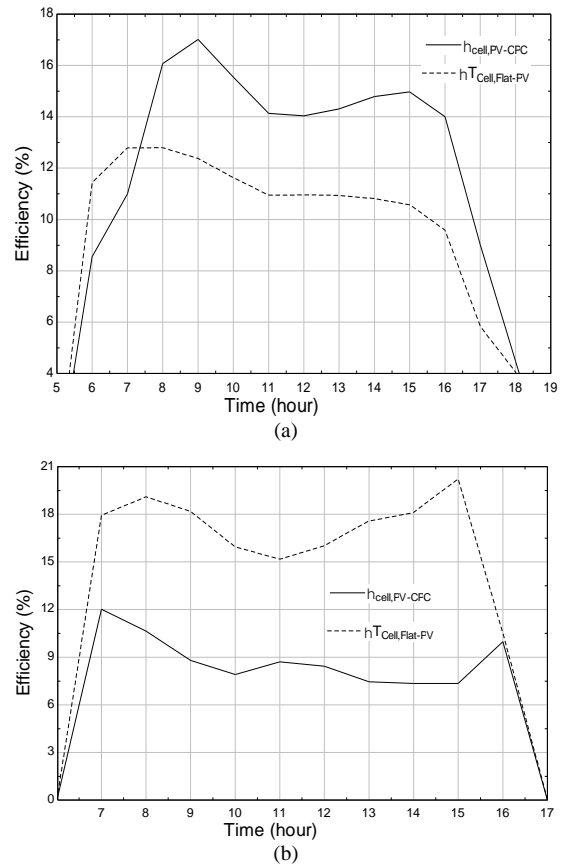 18
16
14
12
10
8
6
4
Efficiency (%)
h cell,PV-CFC
hT Cell,Flat-PV
5 6 7 8 9 10 11 12 13 14 15 16 17 18 19
Time (hour)
(a)
21
18
15
12
9
6
3
0
Efficiency (%)
h cell,PV-CFC
hT Cell,Flat-PV
7 8 9 10 11 12 13 14 15 16 17
Time (hour)
(b)